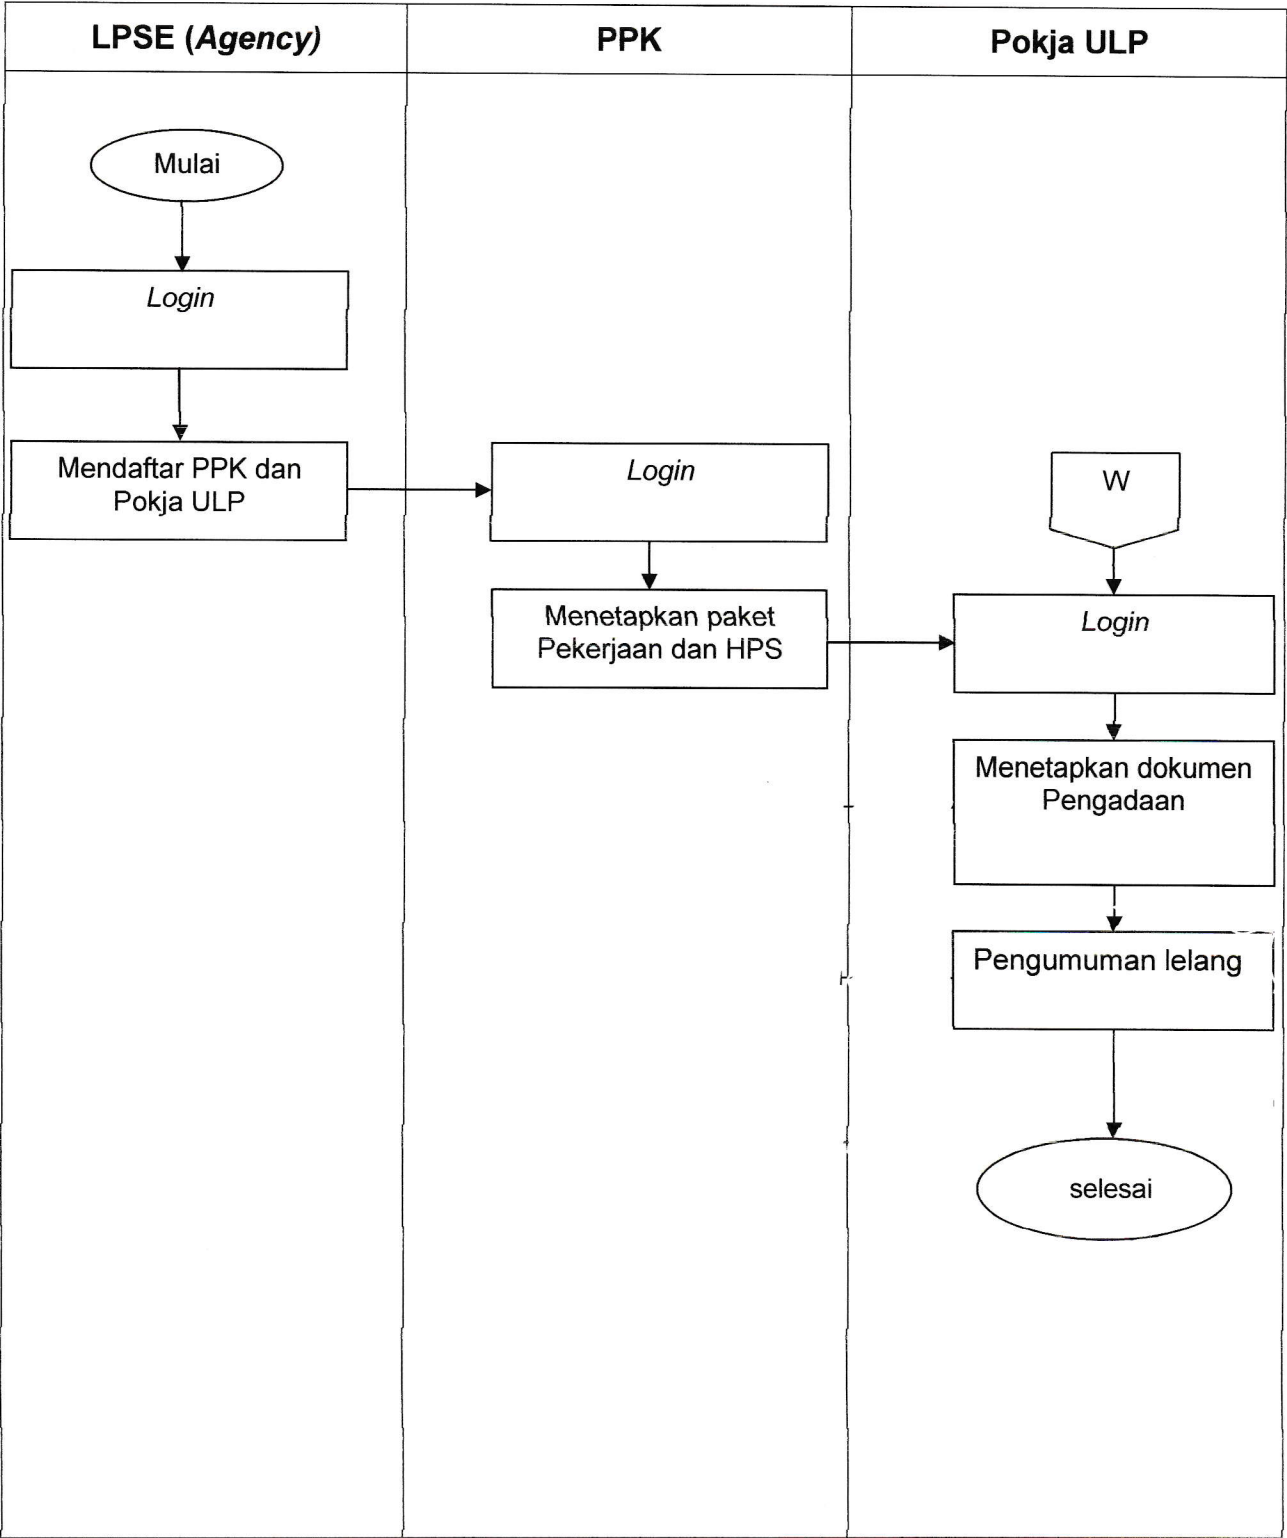 LPSE (Agency)
PPK
Pokja ULP
Mulai
Login
Mendaftar PPK dan
Pokja ULP
Login
Menetapkan paket
Pekerjaan dan HPS
W
Login
Menetapkan dokumen
Pengadaan
Pengumuman lelang
selesai